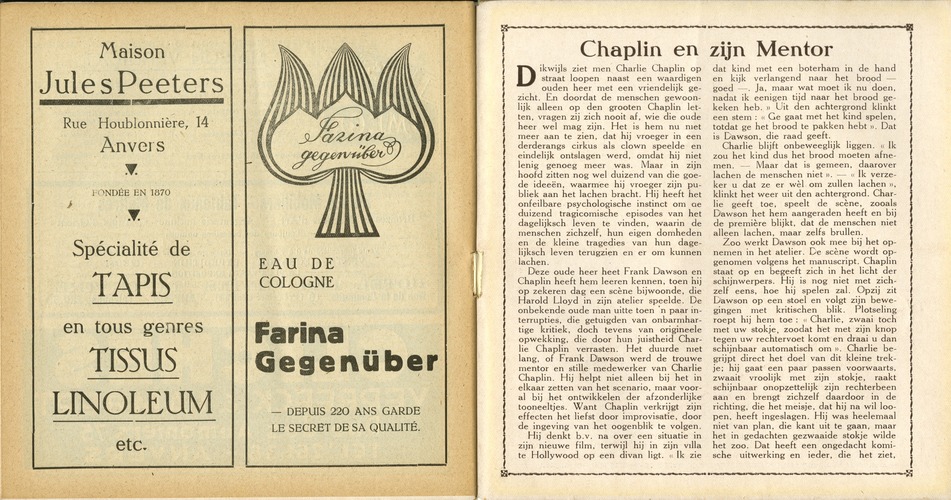 Maison
Jules Peeters
Rue Houblonnière, 14
Anvers
FONDÉE EN 1870
Spécialité de
TAPIS
en tous genres
TISSUS
LINOLEUM
etc.
Farina
gegenüber
EAU DE
COLOGNE
Farina
Gegenüber
— DEPUIS 220 ANS GARDE
LE SECRET DE SA QUALITÉ.
Chaplin en zijn Mentor
Dikwijls ziet men Charlie Chaplin op
straat loopen naast een waardigen
ouden heer met een vriendelijk ge-
zicht. En doordat de menschen gewoon-
lijk alleen op den grooten Chaplin let-
ten, vragen zij zich nooit af, wie die oude
heer wel mag zijn. Het is hem nu niet
meer aan te zien, dat hij vroeger in een
derderangs cirkus als clown speelde en
eindelijk ontslagen werd, omdat hij niet
lenig genoeg meer was. Maar in zijn
hoofd zitten nog wel duizend van die goe-
de ideeën, waarmee hij vroeger zijn pu-
bliek aan het lachen bracht. Hij heeft het
onfeilbare psychologische instinct om oe
duizend tragicomische episodes van het
dagelijksch leven te vinden, waarin de
menschen zichzelf, hun eigen domheden
en de kleine tragedies van hun dage-
lijksch leven terugzien en er om kunnen
lachen.
Deze oude heer heet Frank Dawson en
Chaplin heeft hem leeren kennen, toen hij
op zekeren dag een scène bijwoonde, die
Harold Lloyd in zijn atelier speelde. De
onbekende oude man uitte toen 'n paar in-
terrupties, die getuigden van onbarmhar-
tige kritiek, doch tevens van origineele
opwekking, die door hun juistheid Char-
lie Chaplin verrasten. Het duurde niet
lang, of Frank Dawson werd de trouwe
mentor en stille medewerker van Charlie
Chaplin. Hij helpt niet alleen bij het in
elkaar zetten van het scenario, maar voor-
al bij het ontwikkelen der afzonderlijke
tooneeltjes. Want Chaplin verkrijgt zijn
effecten het liefst door improvisatie, door
de ingeving van het oogenblik te volgen.
Hij denkt b.v. na over een situatie in
zijn nieuwe film, terwijl hij in zijn villa
te Hollywood op een divan ligt. « Ik zie
dat kind met een boterham in de hand
en kijk verlangend naar het brood —
goed —. Ja, maar wat moet ik nu doen,
nadat ik eenigen tijd naar het brood ge-
keken heb. » Uit den achtergrond klinkt
een stem : « Ge gaat met het kind spelen,
totdat ge het brood te pakken hebt ». Dat
is Dawson, die raad geeft.
Charlie blijft onbeweeglijk liggen. « Ik
zou het kind dus het brood moeten afne-
men. — Maar dat is gemeen, daarover
lachen de menschen niet ». — « Ik verze-
ker u dat ze er wèl om zullen lachen »,
klinkt het weer uit den achtergrond. Char-
lie geeft toe, speelt de scène, zooals
Dawson het hem aangeraden heeft en bij
de première blijkt, dat de menschen niet
alleen lachen, maar zelfs brullen.
Zoo werkt Dawson ook mee bij het op-
nemen in het atelier. De scène wordt op-
genomen volgens het manuscript. Chaplin
staat op en begeeft zich in het licht der
schijnwerpers. Hij is nog niet met zich-
zelf eens, hoe hij spelen zal. Opzij zit
Dawson op een stoel en volgt zijn bewe-
gingen met kritischen blik. Plotseling
roept hij hem toe : « Charlie, zwaai toch
met uw stokje, zoodat het met zijn knop
tegen uw rechtervoet komt en draai u dan
schijnbaar automatisch om ». Charlie be-
grijpt direct het doel van dit kleine trek-
je; hij gaat een paar passen voorwaarts,
zwaait vroolijk met zijn stokje, raakt
schijnbaar onopzettelijk zijn rechterbeen
aan en brengt zichzelf daardoor in de
richting, die het meisje, dat hij na wil loo-
pen, heeft ingeslagen. Hij was heelemaal
niet van plan, die kant uit te gaan, maar
het in gedachten gezwaaide stokje wilde
het zoo. Dat heeft een ongedacht komi-
sche uitwerking en ieder, die het ziet,